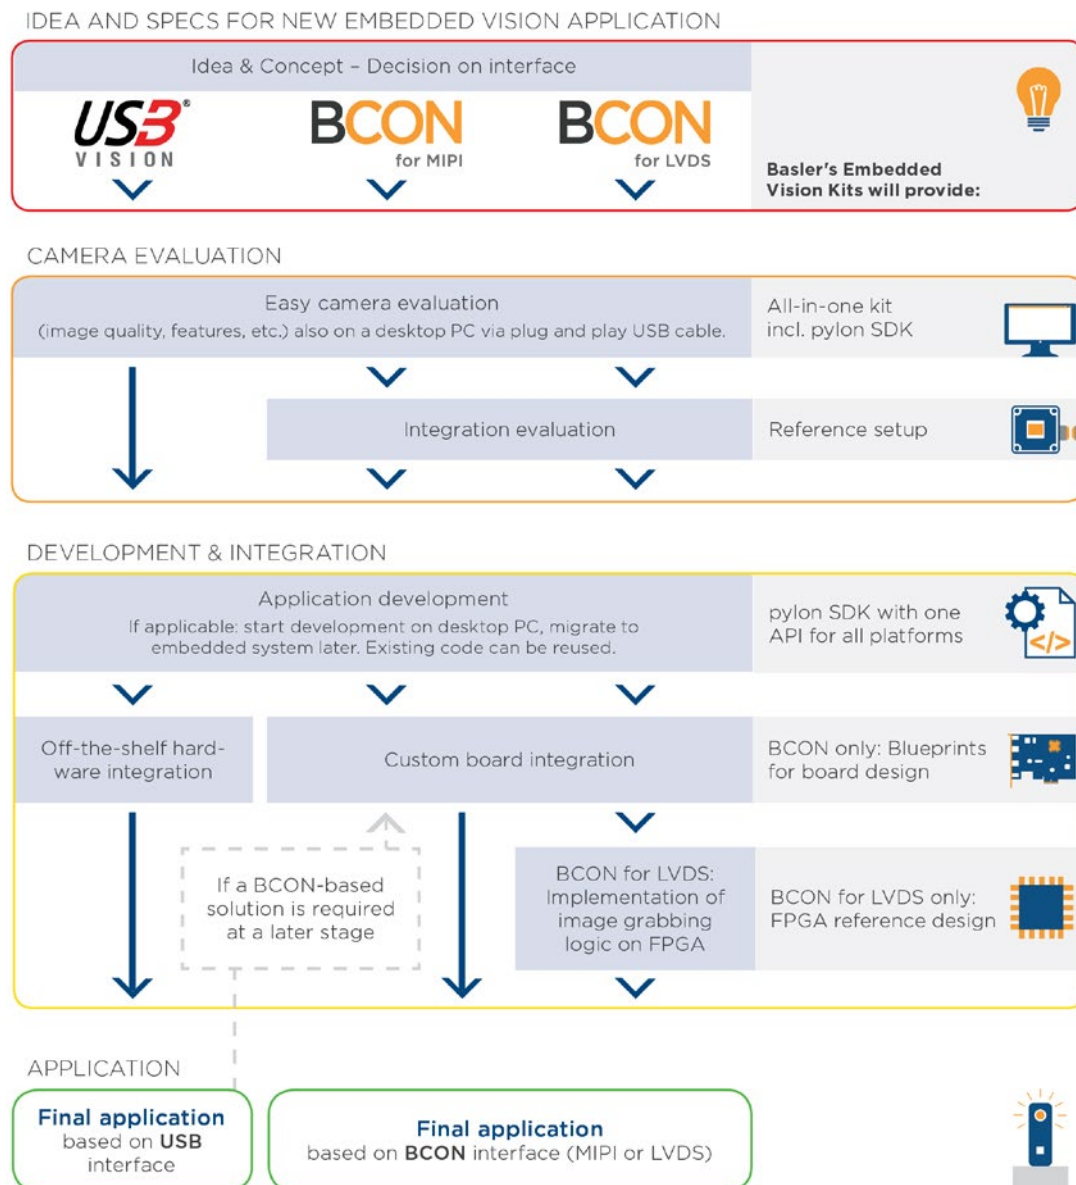 IDEA AND SPECS FOR NEW EMBEDDED VISION APPLICATION
Idea & Concept – Decision on interface
USB®
VISION
BCON
for MIPI
BCON
for LVDS
Basler's Embedded
Vision Kits will provide:
CAMERA EVALUATION
Easy camera evaluation
(image quality, features, etc.) also on a desktop PC via plug and play USB cable.
All-in-one kit
incl. pylon SDK
Integration evaluation
Reference setup
DEVELOPMENT & INTEGRATION
Application development
If applicable: start development on desktop PC, migrate to
embedded system later. Existing code can be reused.
pylon SDK with one
API for all platforms
</>
Off-the-shelf hard-
ware integration
Custom board integration
BCON only: Blueprints
for board design
If a BCON-based
solution is required
at a later stage
BCON for LVDS:
Implementation of
image grabbing
logic on FPGA
BCON for LVDS only:
FPGA reference design
APPLICATION
Final application
based on USB
interface
Final application
based on BCON interface (MIPI or LVDS)